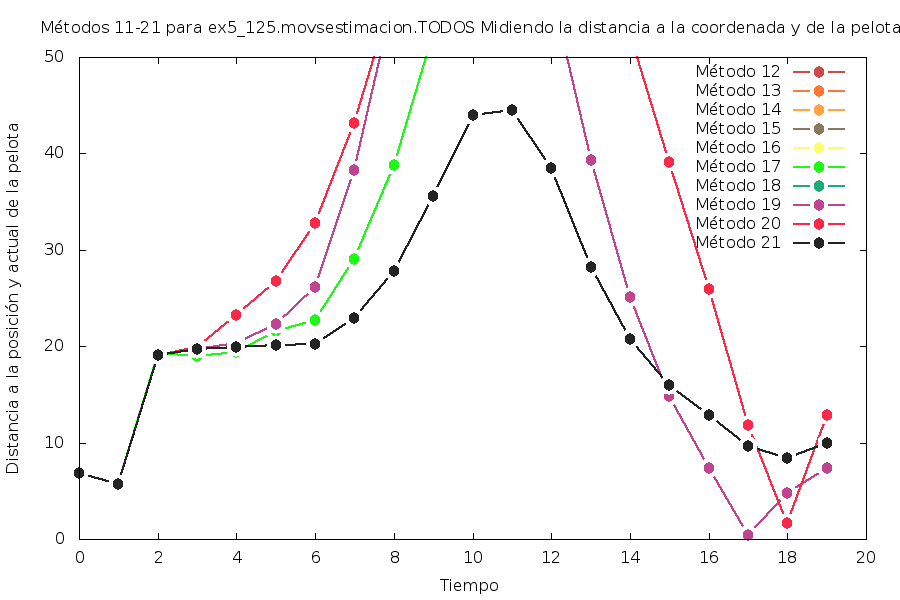 Métodos 11-21 para ex5_125.movsestimacion.TODOS Midiendo la distancia a la coordenada y de la pelota
50
40
30
20
10
0
0 2 4 6 8 10 12 14 16 18 20
Distancia a la posición y actual de la pelota
Tiempo
Método 12
Método 13
Método 14
Método 15
Método 16
Método 17
Método 18
Método 19
Método 20
Método 21